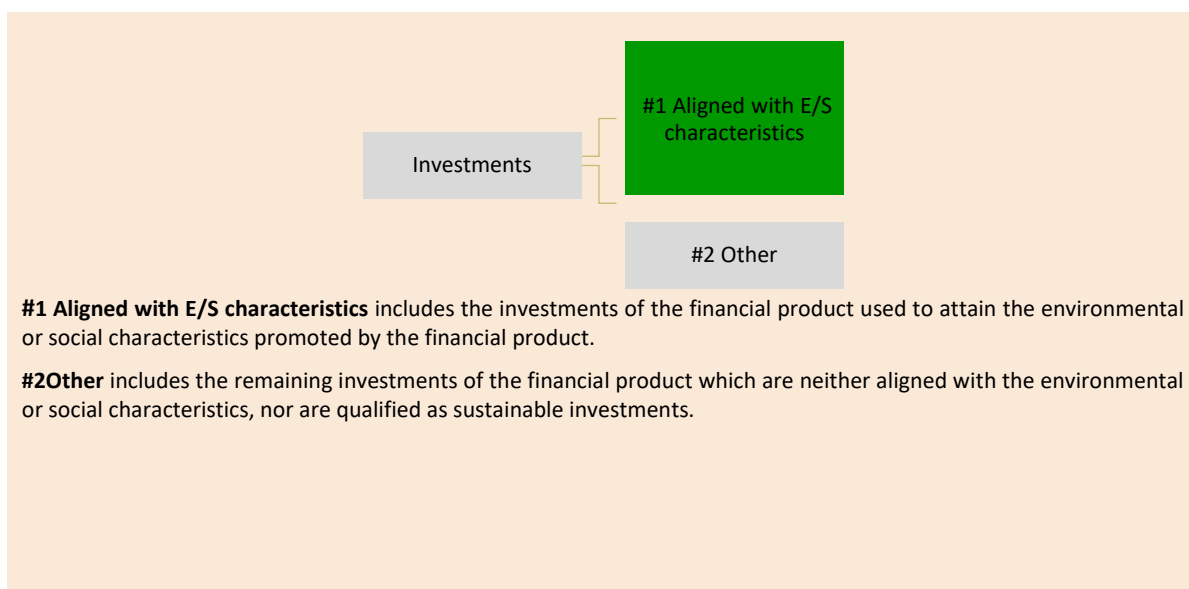 #1 Aligned with E/S
characteristics
Investments
#2 Other
#1 Aligned with E/S characteristics includes the investments of the financial product used to attain the environmental
or social characteristics promoted by the financial product.
#2Other includes the remaining investments of the financial product which are neither aligned with the environmental
or social characteristics, nor are qualified as sustainable investments.